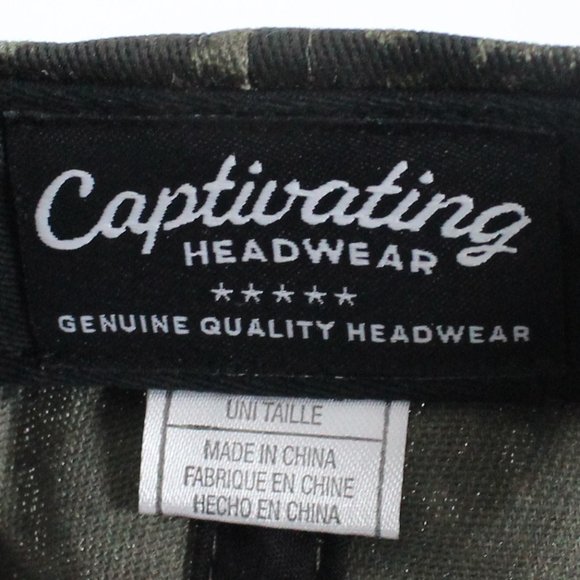 Captivating
HEADWEAR
★★★★★
GENUINE QUALITY HEADWEAR
UNI TAILLE
MADE IN CHINA
FABRIQUE EN CHINE
HECHO EN CHINA